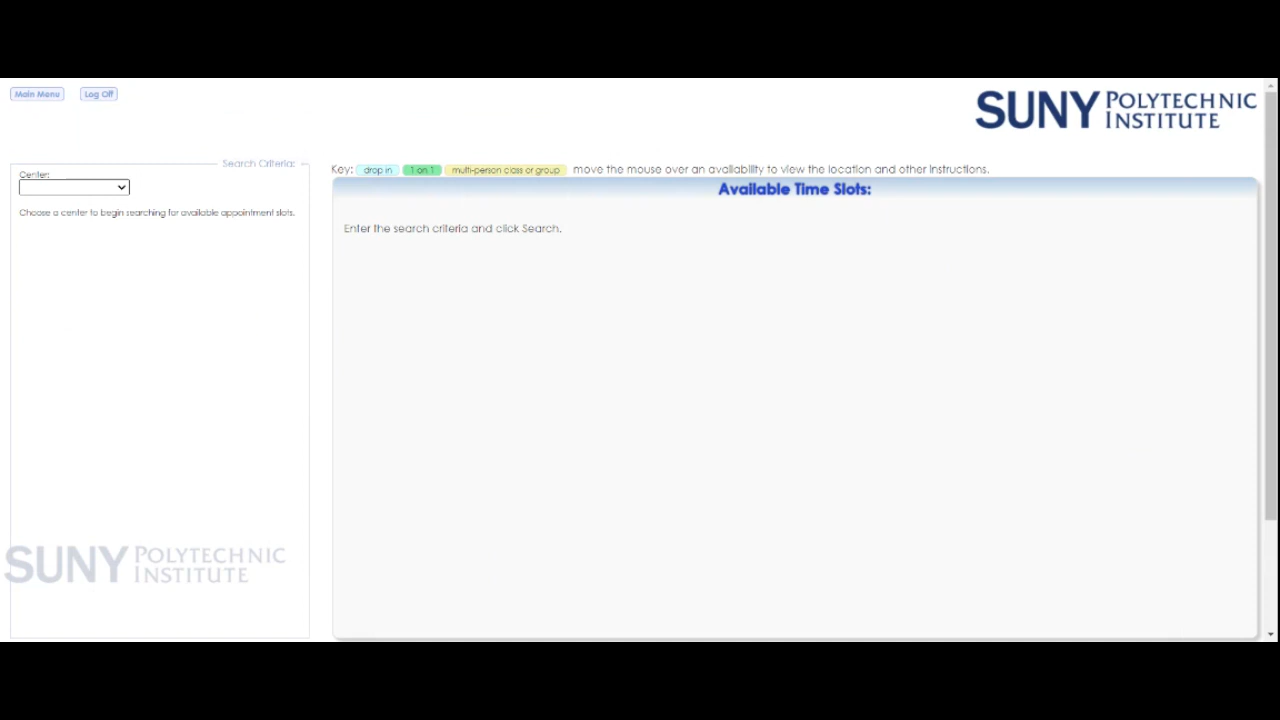 Main Menu
Log Off
SUNY POLYTECHNIC
INSTITUTE
Search Criteria:
Center:
Choose a center to begin searching for available appointment slots.
Key: drop in 1 on 1 multi-person class or group move the mouse over an availability to view the location and other instructions.
Available Time Slots:
Enter the search criteria and click Search.
SUNY POLYTECHNIC
INSTITUTE